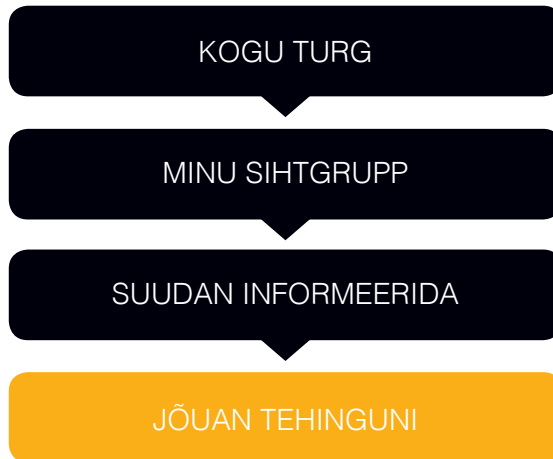 KOGU TURG
MINU SIHTGRUPP
SUUDAN INFORMEERIDA
JÕUAN TEHINGUNI